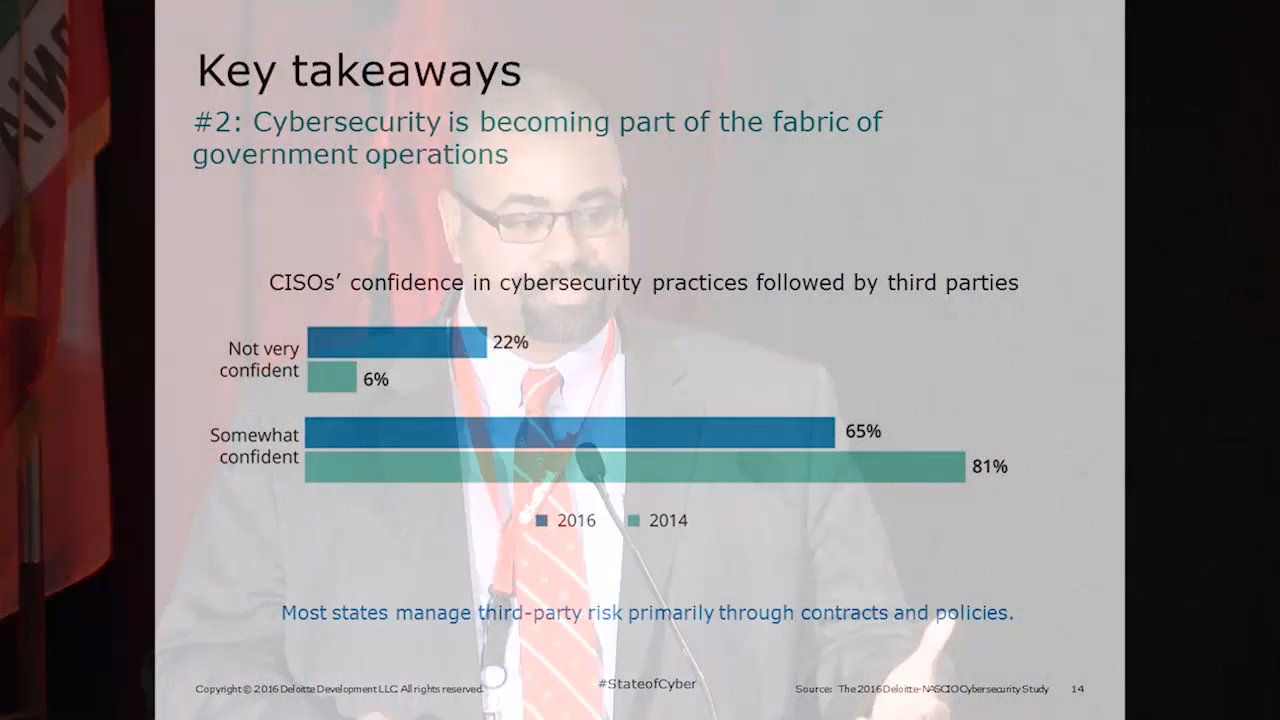 Key takeaways
#2: Cybersecurity is becoming part of the fabric of
government operations
CISOs’ confidence in cybersecurity practices followed by third parties
Not very
confident
22%
6%
Somewhat
confident
65%
81%
2016 2014
Most states manage third-party risk primarily through contracts and policies.
Copyright © 2016 Deloitte Development LLC. All rights reserved.
#StateofCyber
Source: The 2016 Deloitte-NASCIO Cybersecurity Study 14